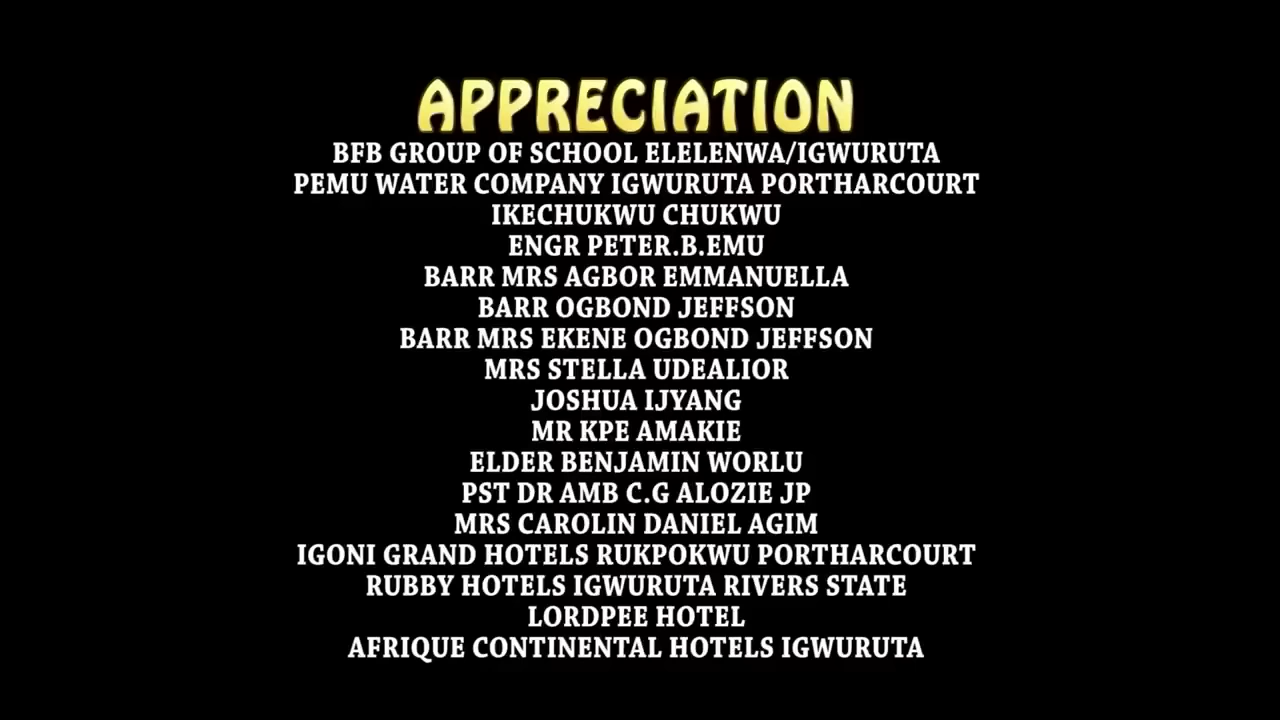 APPRECIATION
BFB GROUP OF SCHOOL ELELENWA/IGWURUTA
PEMU WATER COMPANY IGWURUTA PORTHARCOURT
IKECHUKWU CHUKWU
ENGR PETER.B.EMU
BARR MRS AGBOR EMMANUELLA
BARR OGBOND JEFFSON
BARR MRS EKENE OGBOND JEFFSON
MRS STELLA UDEALIOR
JOSHUA IJYANG
MR KPE AMAKIE
ELDER BENJAMIN WORLU
PST DR AMB C.G ALOZIE JP
MRS CAROLIN DANIEL AGIM
IGONI GRAND HOTELS RUKPOKWU PORTHARCOURT
RUBBY HOTELS IGWURUTA RIVERS STATE
LORDPEE HOTEL
AFRIQUE CONTINENTAL HOTELS IGWURUTA